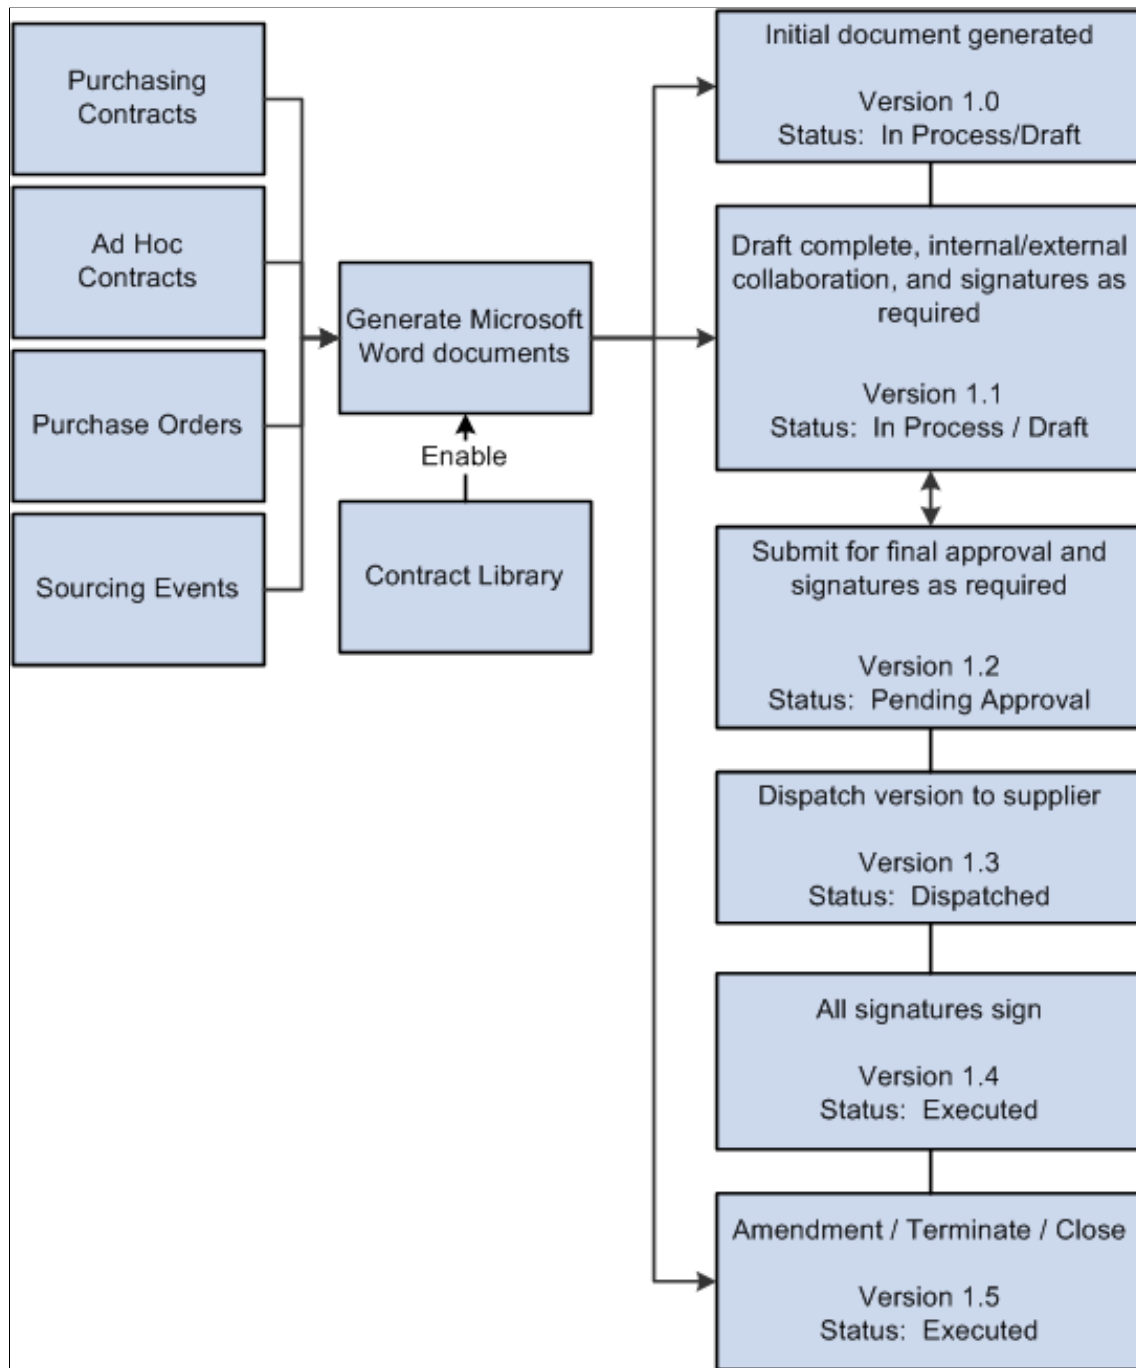 Purchasing
Contracts
Ad Hoc
Contracts
Purchase Orders
Sourcing Events
Generate Microsoft
Word documents
Enable
Contract Library
Initial document generated
Version 1.0
Status:  In Process/Draft
Draft complete, internal/external
collaboration, and signatures as
required
Version 1.1
Status:  In Process / Draft
Submit for final approval and
signatures as required
Version 1.2
Status:  Pending Approval
Dispatch version to supplier
Version 1.3
Status:  Dispatched
All signatures sign
Version 1.4
Status:  Executed
Amendment / Terminate / Close
Version 1.5
Status:  Executed